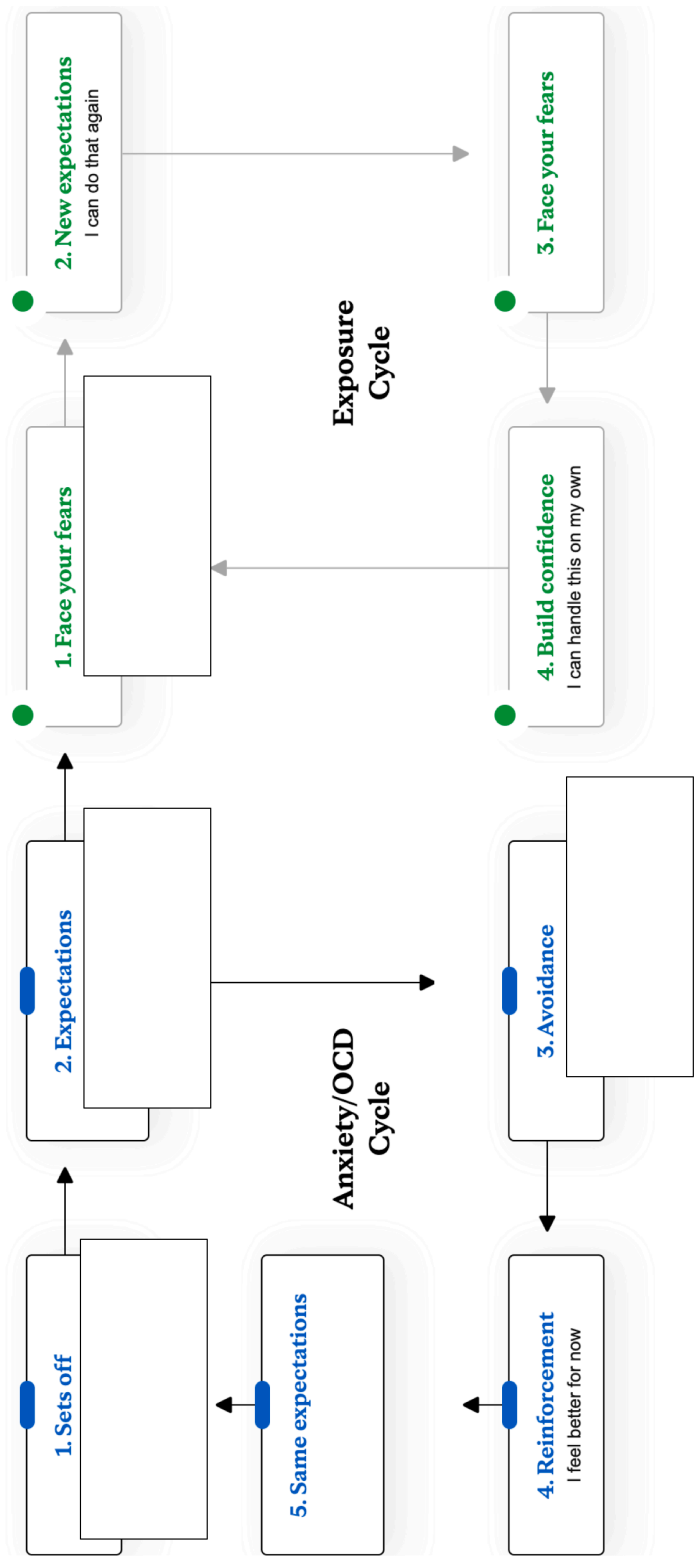 1. Sets off
2. Expectations
1. Face your fears
2. New expectations
I can do that again
5. Same expectations
Anxiety/OCD
Cycle
Exposure
Cycle
4. Reinforcement
I feel better for now
3. Avoidance
4. Build confidence
I can handle this on my own
3. Face your fears